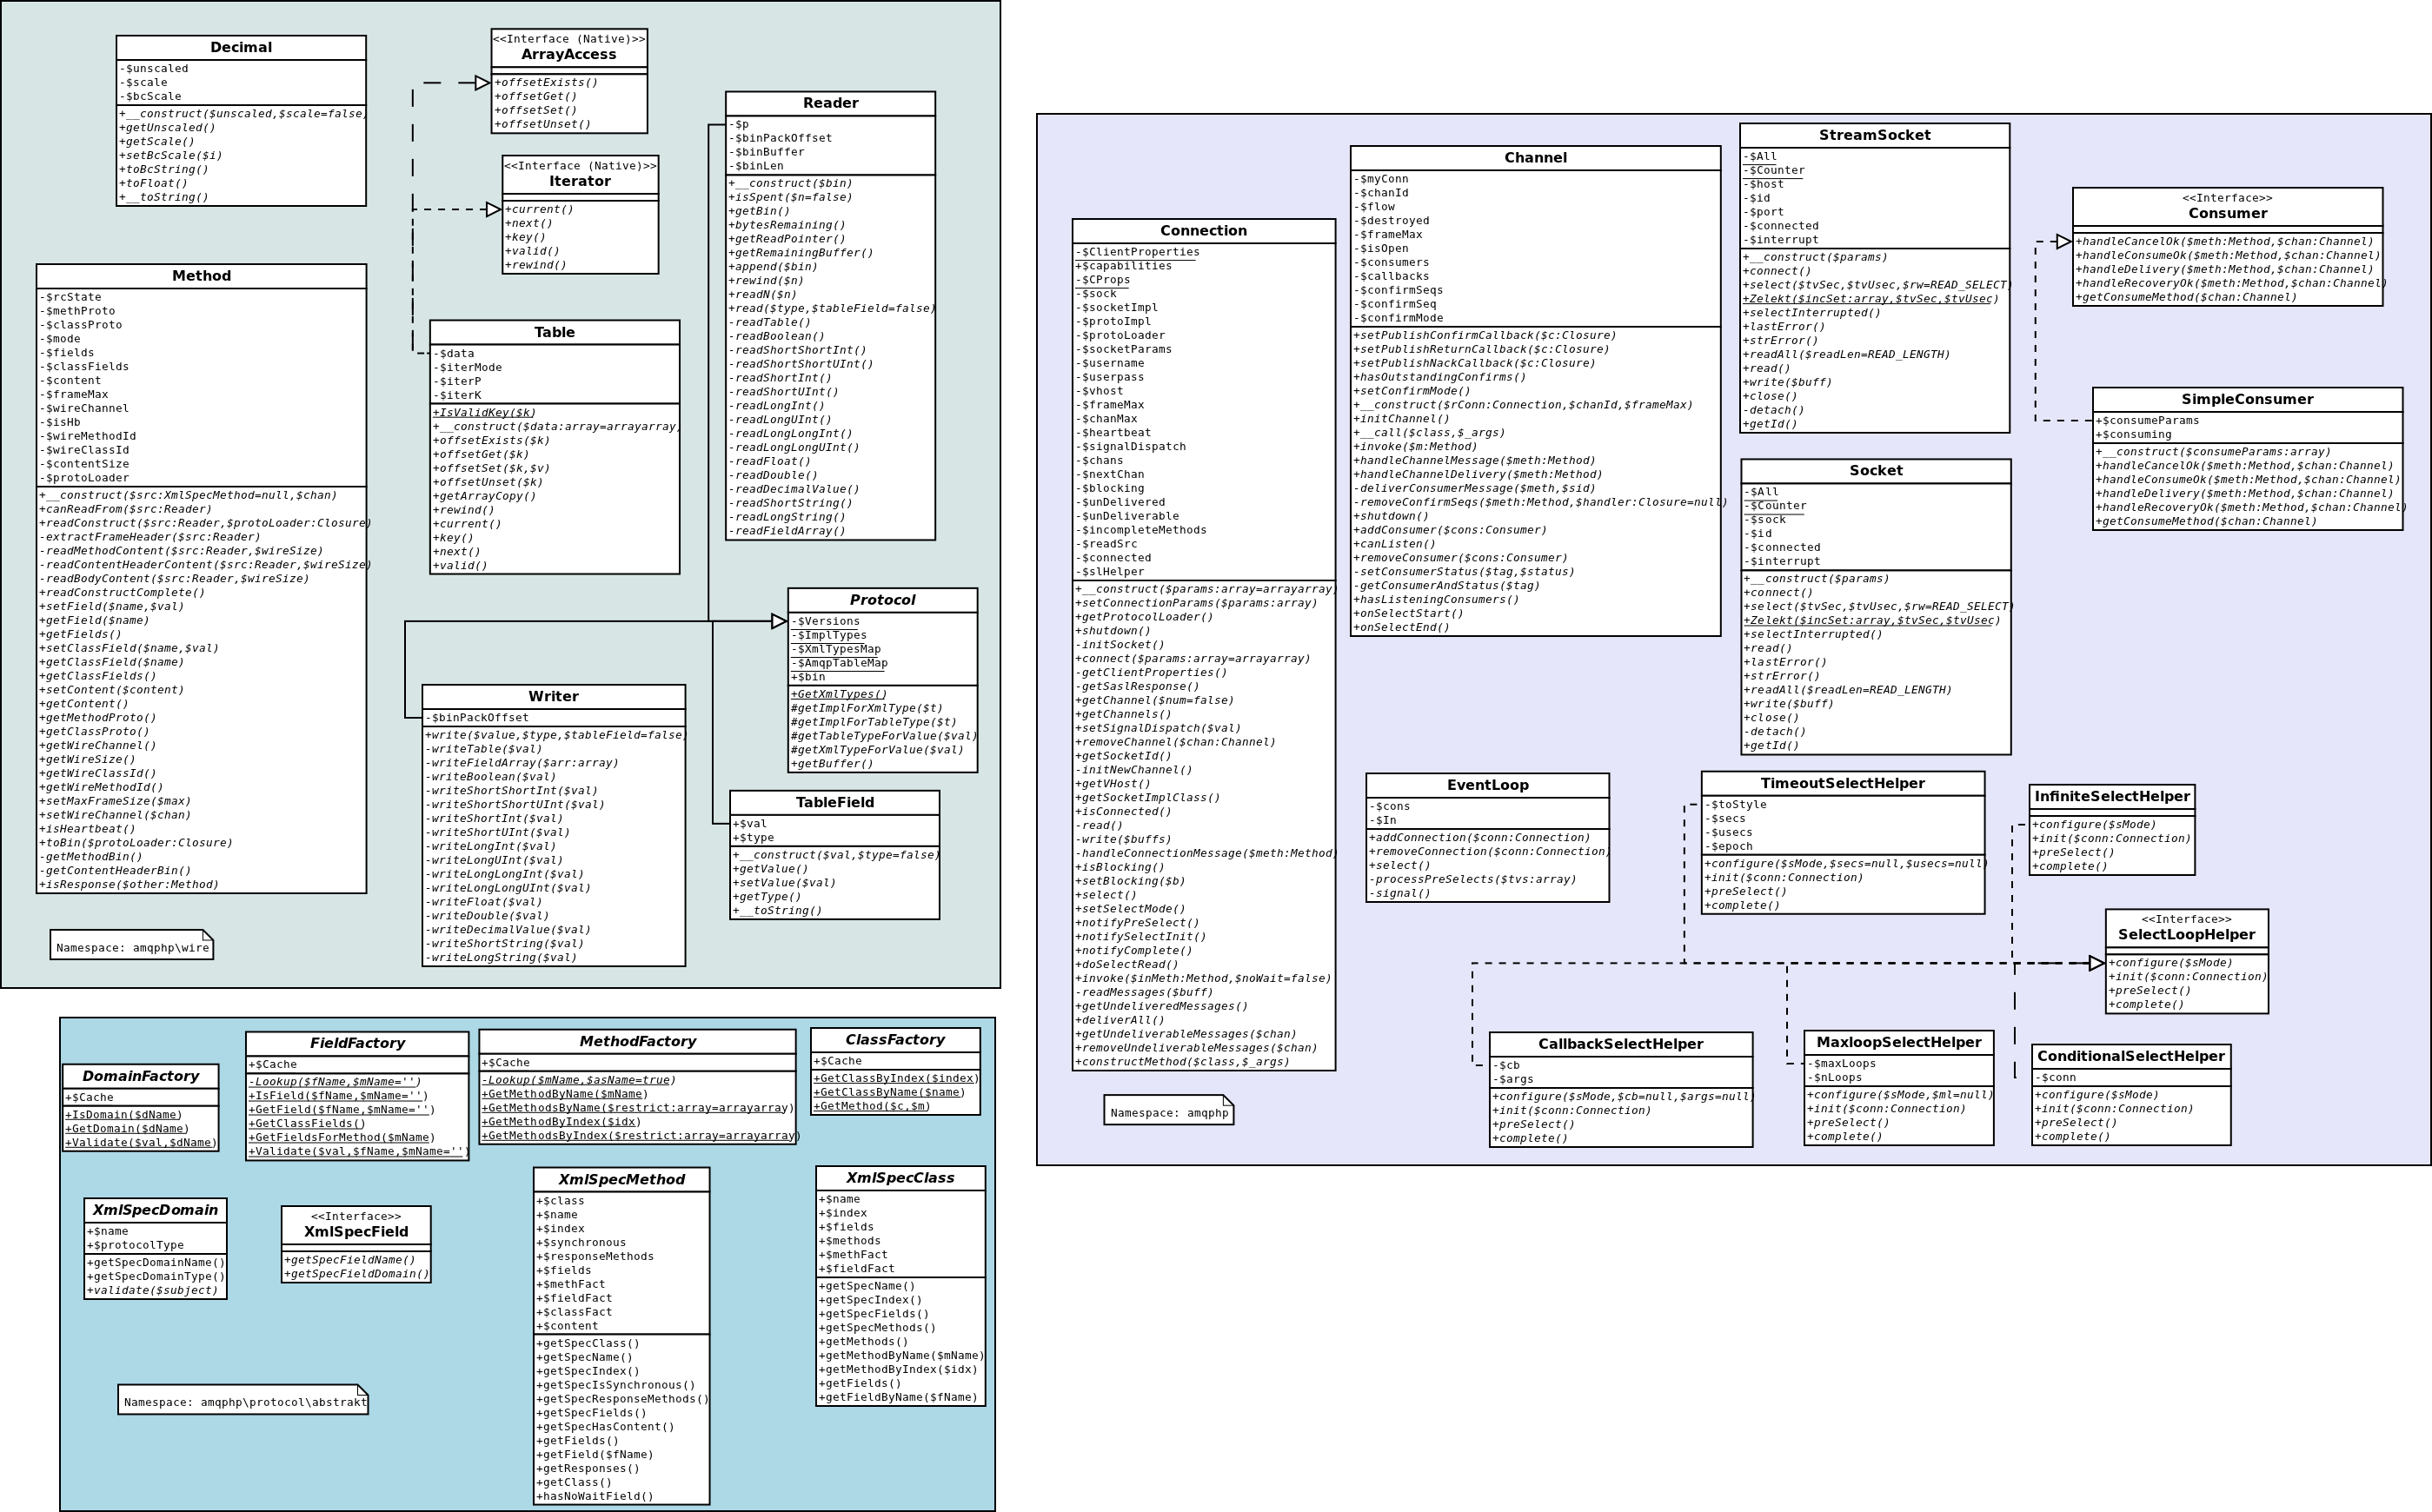 Decimal
-$unscaled
-$scale
-$bcScale
+__construct($unscaled,$scale=false)
+getUnscaled()
+getScale()
+setBcScale($i)
+toBcString()
+toFloat()
+__toString()
<<Interface (Native)>>
ArrayAccess
+offsetExists()
+offsetGet()
+offsetSet()
+offsetUnset()
<<Interface (Native)>>
Iterator
+current()
+next()
+key()
+valid()
+rewind()
Reader
-$p
-$binPackOffset
-$binBuffer
-$binLen
+__construct($bin)
+isSpent($n=false)
+getBin()
+bytesRemaining()
+getReadPointer()
+getRemainingBuffer()
+append($bin)
+rewind($n)
+readN($n)
+read($type,$tableField=false)
-readTable()
-readBoolean()
-readShortShortInt()
-readShortShortUInt()
-readShortInt()
-readShortUInt()
-readLongInt()
-readLongUInt()
-readLongLongInt()
-readLongLongUInt()
-readFloat()
-readDouble()
-readDecimalValue()
-readShortString()
-readLongString()
-readFieldArray()
Method
-$rcState
-$methProto
-$classProto
-$mode
-$fields
-$classFields
-$content
-$frameMax
-$wireChannel
-$isHb
-$wireMethodId
-$wireClassId
-$contentSize
-$protoLoader
+__construct($src:XmlSpecMethod=null,$chan)
+canReadFrom($src:Reader)
+readConstruct($src:Reader,$protoLoader:Closure)
-extractFrameHeader($src:Reader)
-readMethodContent($src:Reader,$wireSize)
-readContentHeaderContent($src:Reader,$wireSize)
-readBodyContent($src:Reader,$wireSize)
+readConstructComplete()
+setField($name,$val)
+getField($name)
+getFields()
+setClassField($name,$val)
+getClassField($name)
+getClassFields()
+setContent($content)
+getContent()
+getMethodProto()
+getClassProto()
+getWireChannel()
+getWireSize()
+getWireClassId()
+getWireMethodId()
+setMaxFrameSize($max)
+setWireChannel($chan)
+isHeartbeat()
+toBin($protoLoader:Closure)
-getMethodBin()
-getContentHeaderBin()
+isResponse($other:Method)
Table
-$data
-$iterMode
-$iterP
-$iterK
+IsValidKey($k)
+__construct($data:array=arrayarray)
+offsetExists($k)
+offsetGet($k)
+offsetSet($k,$v)
+offsetUnset($k)
+getArrayCopy()
+rewind()
+current()
+key()
+next()
+valid()
Protocol
-$Versions
-$ImplTypes
-$XmlTypesMap
-$AmqpTableMap
+$bin
+GetXmlTypes()
#getImplForXmlType($t)
#getImplForTableType($t)
#getTableTypeForValue($val)
#getXmlTypeForValue($val)
+getBuffer()
Writer
-$binPackOffset
+write($value,$type,$tableField=false)
-writeTable($val)
-writeFieldArray($arr:array)
-writeBoolean($val)
-writeShortShortInt($val)
-writeShortShortUInt($val)
-writeShortInt($val)
-writeShortUInt($val)
-writeLongInt($val)
-writeLongUInt($val)
-writeLongLongInt($val)
-writeLongLongUInt($val)
-writeFloat($val)
-writeDouble($val)
-writeDecimalValue($val)
-writeShortString($val)
-writeLongString($val)
TableField
+$val
+$type
+__construct($val,$type=false)
+getValue()
+setValue($val)
+getType()
+__toString()
Namespace: amqphp\wire
DomainFactory
+$Cache
+IsDomain($dName)
+GetDomain($dName)
+Validate($val,$dName)
FieldFactory
+$Cache
-Lookup($fName,$mName='')
+IsField($fName,$mName='')
+GetField($fName,$mName='')
+GetClassFields()
+GetFieldsForMethod($mName)
+Validate($val,$fName,$mName='')
MethodFactory
+$Cache
-Lookup($mName,$asName=true)
+GetMethodByName($mName)
+GetMethodsByName($restrict:array=arrayarray)
+GetMethodByIndex($idx)
+GetMethodsByIndex($restrict:array=arrayarray)
ClassFactory
+$Cache
+GetClassByIndex($index)
+GetClassByName($name)
+GetMethod($c,$m)
XmlSpecDomain
+$name
+$protocolType
+getSpecDomainName()
+getSpecDomainType()
+validate($subject)
<<Interface>>
XmlSpecField
+getSpecFieldName()
+getSpecFieldDomain()
XmlSpecMethod
+$class
+$name
+$index
+$synchronous
+$responseMethods
+$fields
+$methFact
+$fieldFact
+$classFact
+$content
+getSpecClass()
+getSpecName()
+getSpecIndex()
+getSpecIsSynchronous()
+getSpecResponseMethods()
+getSpecFields()
+getSpecHasContent()
+getFields()
+getField($fName)
+getResponses()
+getClass()
+hasNoWaitField()
XmlSpecClass
+$name
+$index
+$fields
+$methods
+$methFact
+$fieldFact
+getSpecName()
+getSpecIndex()
+getSpecFields()
+getSpecMethods()
+getMethods()
+getMethodByName($mName)
+getMethodByIndex($idx)
+getFields()
+getFieldByName($fName)
Namespace: amqphp\protocol\abstrakt
Connection
-$ClientProperties
+$capabilities
-$CProps
-$sock
-$socketImpl
-$protoImpl
-$protoLoader
-$socketParams
-$username
-$userpass
-$vhost
-$frameMax
-$chanMax
-$heartbeat
-$signalDispatch
-$chans
-$nextChan
-$blocking
-$unDelivered
-$unDeliverable
-$incompleteMethods
-$readSrc
-$connected
-$slHelper
+__construct($params:array=arrayarray)
+setConnectionParams($params:array)
+getProtocolLoader()
+shutdown()
-initSocket()
+connect($params:array=arrayarray)
-getClientProperties()
-getSaslResponse()
+getChannel($num=false)
+getChannels()
+setSignalDispatch($val)
+removeChannel($chan:Channel)
+getSocketId()
-initNewChannel()
+getVHost()
+getSocketImplClass()
+isConnected()
-read()
-write($buffs)
-handleConnectionMessage($meth:Method)
+isBlocking()
+setBlocking($b)
+select()
+setSelectMode()
+notifyPreSelect()
+notifySelectInit()
+notifyComplete()
+doSelectRead()
+invoke($inMeth:Method,$noWait=false)
-readMessages($buff)
+getUndeliveredMessages()
+deliverAll()
+getUndeliverableMessages($chan)
+removeUndeliverableMessages($chan)
+constructMethod($class,$_args)
Channel
-$myConn
-$chanId
-$flow
-$destroyed
-$frameMax
-$isOpen
-$consumers
-$callbacks
-$confirmSeqs
-$confirmSeq
-$confirmMode
+setPublishConfirmCallback($c:Closure)
+setPublishReturnCallback($c:Closure)
+setPublishNackCallback($c:Closure)
+hasOutstandingConfirms()
+setConfirmMode()
+__construct($rConn:Connection,$chanId,$frameMax)
+initChannel()
+__call($class,$_args)
+invoke($m:Method)
+handleChannelMessage($meth:Method)
+handleChannelDelivery($meth:Method)
-deliverConsumerMessage($meth,$sid)
-removeConfirmSeqs($meth:Method,$handler:Closure=null)
+shutdown()
+addConsumer($cons:Consumer)
+canListen()
+removeConsumer($cons:Consumer)
-setConsumerStatus($tag,$status)
-getConsumerAndStatus($tag)
+hasListeningConsumers()
+onSelectStart()
+onSelectEnd()
StreamSocket
-$All
-$Counter
-$host
-$id
-$port
-$connected
-$interrupt
+__construct($params)
+connect()
+select($tvSec,$tvUsec,$rw=READ_SELECT)
+Zelekt($incSet:array,$tvSec,$tvUsec)
+selectInterrupted()
+lastError()
+strError()
+readAll($readLen=READ_LENGTH)
+read()
+write($buff)
+close()
-detach()
+getId()
<<Interface>>
Consumer
+handleCancelOk($meth:Method,$chan:Channel)
+handleConsumeOk($meth:Method,$chan:Channel)
+handleDelivery($meth:Method,$chan:Channel)
+handleRecoveryOk($meth:Method,$chan:Channel)
+getConsumeMethod($chan:Channel)
SimpleConsumer
+$consumeParams
+$consuming
+__construct($consumeParams:array)
+handleCancelOk($meth:Method,$chan:Channel)
+handleConsumeOk($meth:Method,$chan:Channel)
+handleDelivery($meth:Method,$chan:Channel)
+handleRecoveryOk($meth:Method,$chan:Channel)
+getConsumeMethod($chan:Channel)
Socket
-$All
-$Counter
-$sock
-$id
-$connected
-$interrupt
+__construct($params)
+connect()
+select($tvSec,$tvUsec,$rw=READ_SELECT)
+Zelekt($incSet:array,$tvSec,$tvUsec)
+selectInterrupted()
+read()
+lastError()
+strError()
+readAll($readLen=READ_LENGTH)
+write($buff)
+close()
-detach()
+getId()
EventLoop
-$cons
-$In
+addConnection($conn:Connection)
+removeConnection($conn:Connection)
+select()
-processPreSelects($tvs:array)
-signal()
TimeoutSelectHelper
-$toStyle
-$secs
-$usecs
-$epoch
+configure($sMode,$secs=null,$usecs=null)
+init($conn:Connection)
+preSelect()
+complete()
InfiniteSelectHelper
+configure($sMode)
+init($conn:Connection)
+preSelect()
+complete()
<<Interface>>
SelectLoopHelper
+configure($sMode)
+init($conn:Connection)
+preSelect()
+complete()
CallbackSelectHelper
-$cb
-$args
+configure($sMode,$cb=null,$args=null)
+init($conn:Connection)
+preSelect()
+complete()
MaxloopSelectHelper
-$maxLoops
-$nLoops
+configure($sMode,$ml=null)
+init($conn:Connection)
+preSelect()
+complete()
ConditionalSelectHelper
-$conn
+configure($sMode)
+init($conn:Connection)
+preSelect()
+complete()
Namespace: amqphp